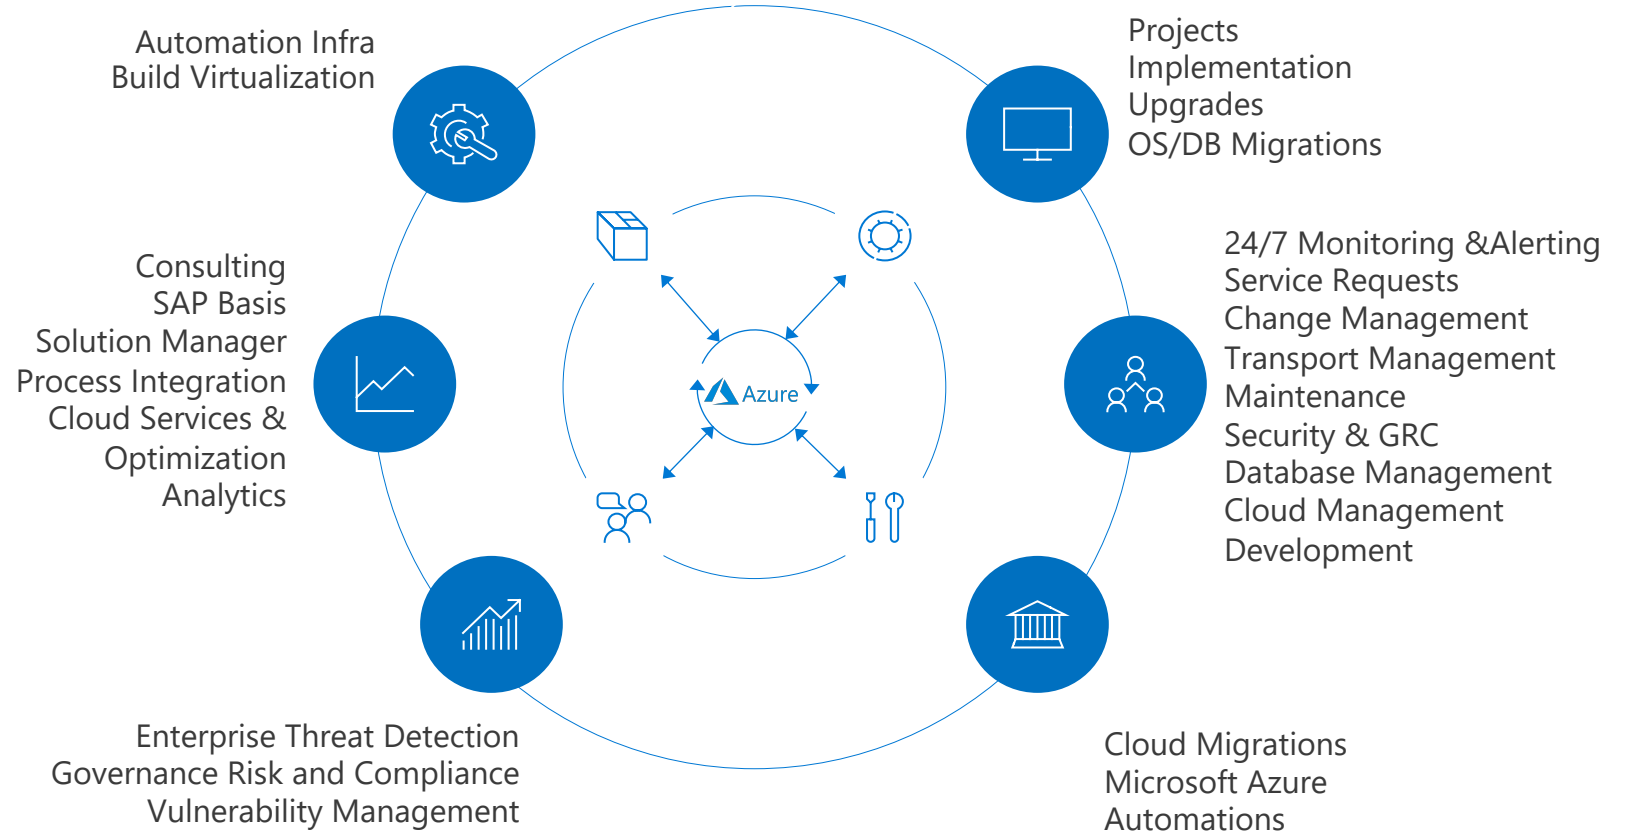 Automation Infra
Build Virtualization
Projects
Implementation
Upgrades
OS/DB Migrations
Consulting
SAP Basis
Solution Manager
Process Integration
Cloud Services &
Optimization
Analytics
Azure
24/7 Monitoring &Alerting
Service Requests
Change Management
Transport Management
Maintenance
Security & GRC
Database Management
Cloud Management
Development
Enterprise Threat Detection
Governance Risk and Compliance
Vulnerability Management
Cloud Migrations
Microsoft Azure
Automations